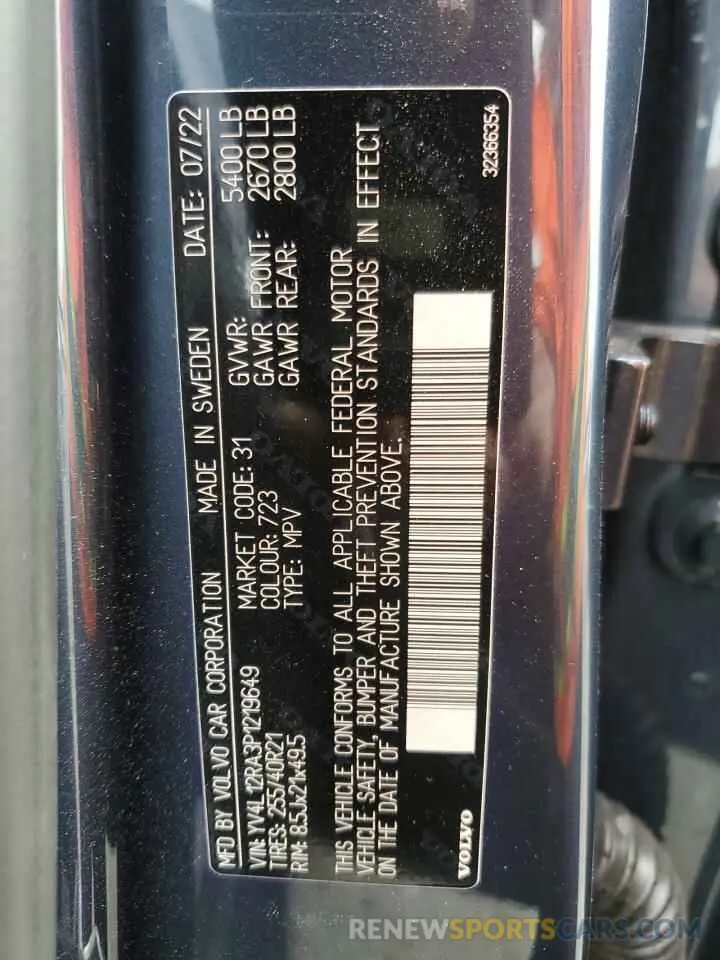 MFD BY VOLVO CAR CORPORATION MADE IN SWEDEN DATE: 07/22
VIN: YV4L12RA3P1219649 MARKET CODE: 31 GVWR: 5400 LB
TIRES: 255/40R21 COLOUR: 723 GAWR FRONT: 2670 LB
RIM: 8.5Jx21x49.5 TYPE: MPV GAWR REAR: 2800 LB
THIS VEHICLE CONFORMS TO ALL APPLICABLE FEDERAL MOTOR
VEHICLE SAFETY, BUMPER AND THEFT PREVENTION STANDARDS IN EFFECT
ON THE DATE OF MANUFACTURE SHOWN ABOVE.
VOLVO 32366354
RENEWSPORTSCARS.COM